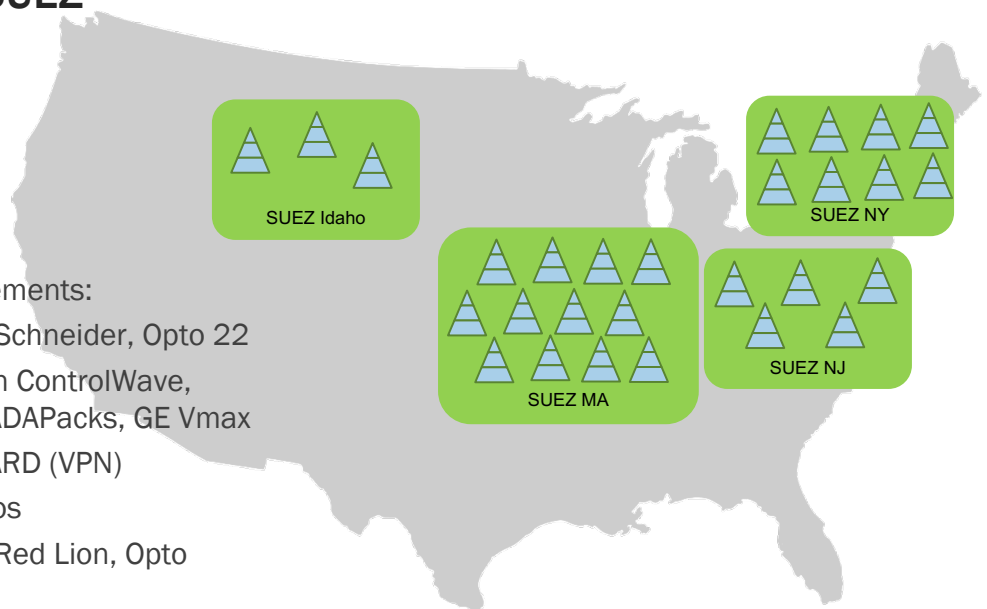 SUEZ
SUEZ Idaho
SUEZ NY
SUEZ MA
SUEZ NJ
ements:
Schneider, Opto 22
ControlWave,
ADAPacks, GE Vmax
ARD (VPN)
os
Red Lion, Opto